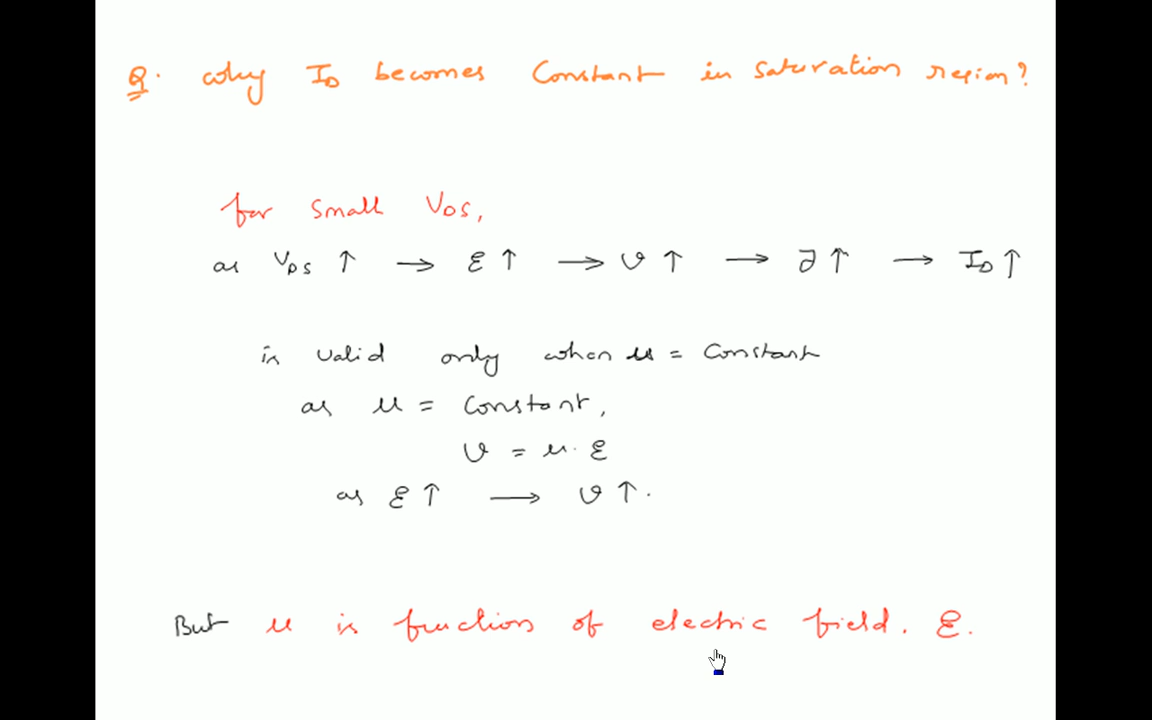 Q. why ID becomes Constant in saturation region?
for small VDS,
as VDS ↑ → Ɛ ↑ → v ↑ → J ↑ → ID ↑
is valid only when μ = Constant
as μ = constant,
v = μ. Ɛ
as Ɛ ↑ → v ↑.
But μ is function of electric field. Ɛ.